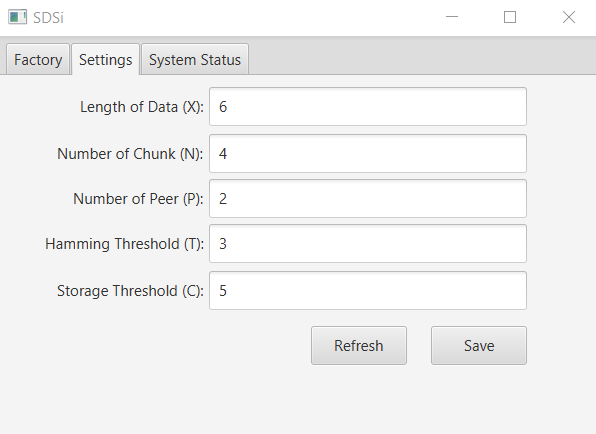 SDSi
Factory Settings System Status
Length of Data (X): 6
Number of Chunk (N): 4
Number of Peer (P): 2
Hamming Threshold (T): 3
Storage Threshold (C): 5
Refresh Save